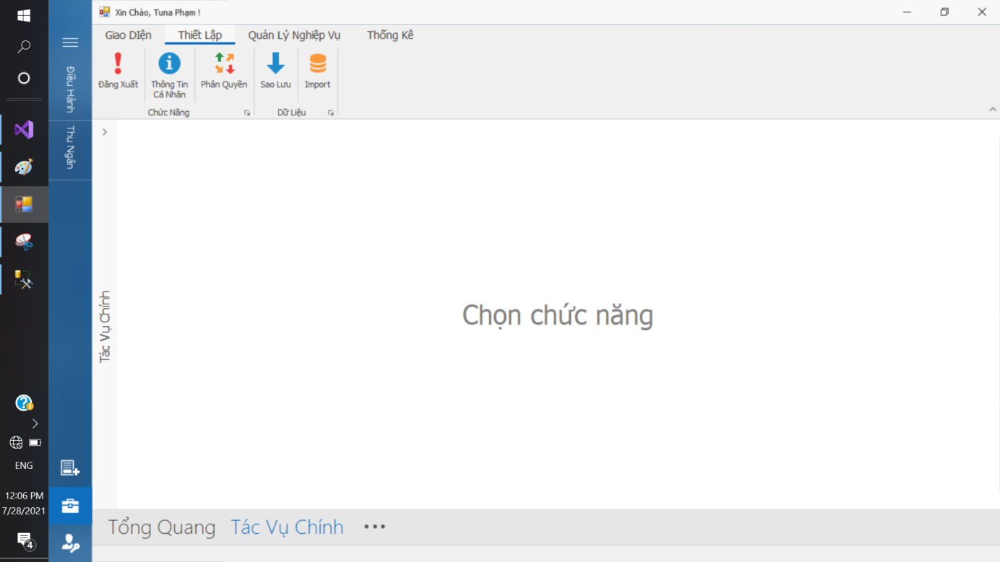 Xin Chào, Tuna Phạm !
Giao DIện Thiết Lập Quản Lý Nghiệp Vụ Thống Kê
Đăng Xuất
Thông Tin
Cá Nhân
Phân Quyền
Sao Lưu
Import
Chức Năng
Dữ Liệu
Điều Hành
Thu Ngân
Tác Vụ Chính
Chọn chức năng
Tổng Quang Tác Vụ Chính •••
ENG
12:06 PM
7/28/2021
4